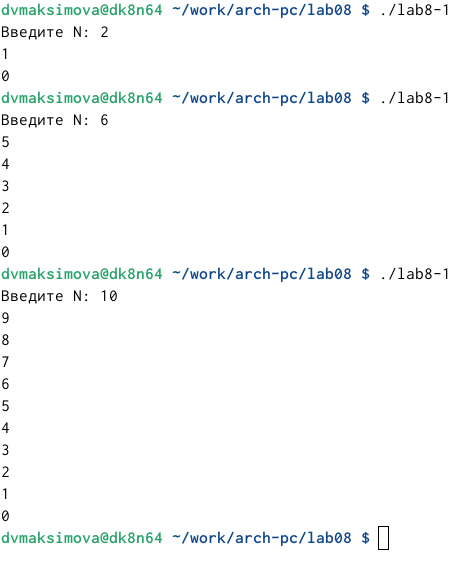 dvmaksimova@dk8n64 ~/work/arch-pc/lab08 $ ./lab8-1
Введите N: 2
1
0
dvmaksimova@dk8n64 ~/work/arch-pc/lab08 $ ./lab8-1
Введите N: 6
5
4
3
2
1
0
dvmaksimova@dk8n64 ~/work/arch-pc/lab08 $ ./lab8-1
Введите N: 10
9
8
7
6
5
4
3
2
1
0
dvmaksimova@dk8n64 ~/work/arch-pc/lab08 $